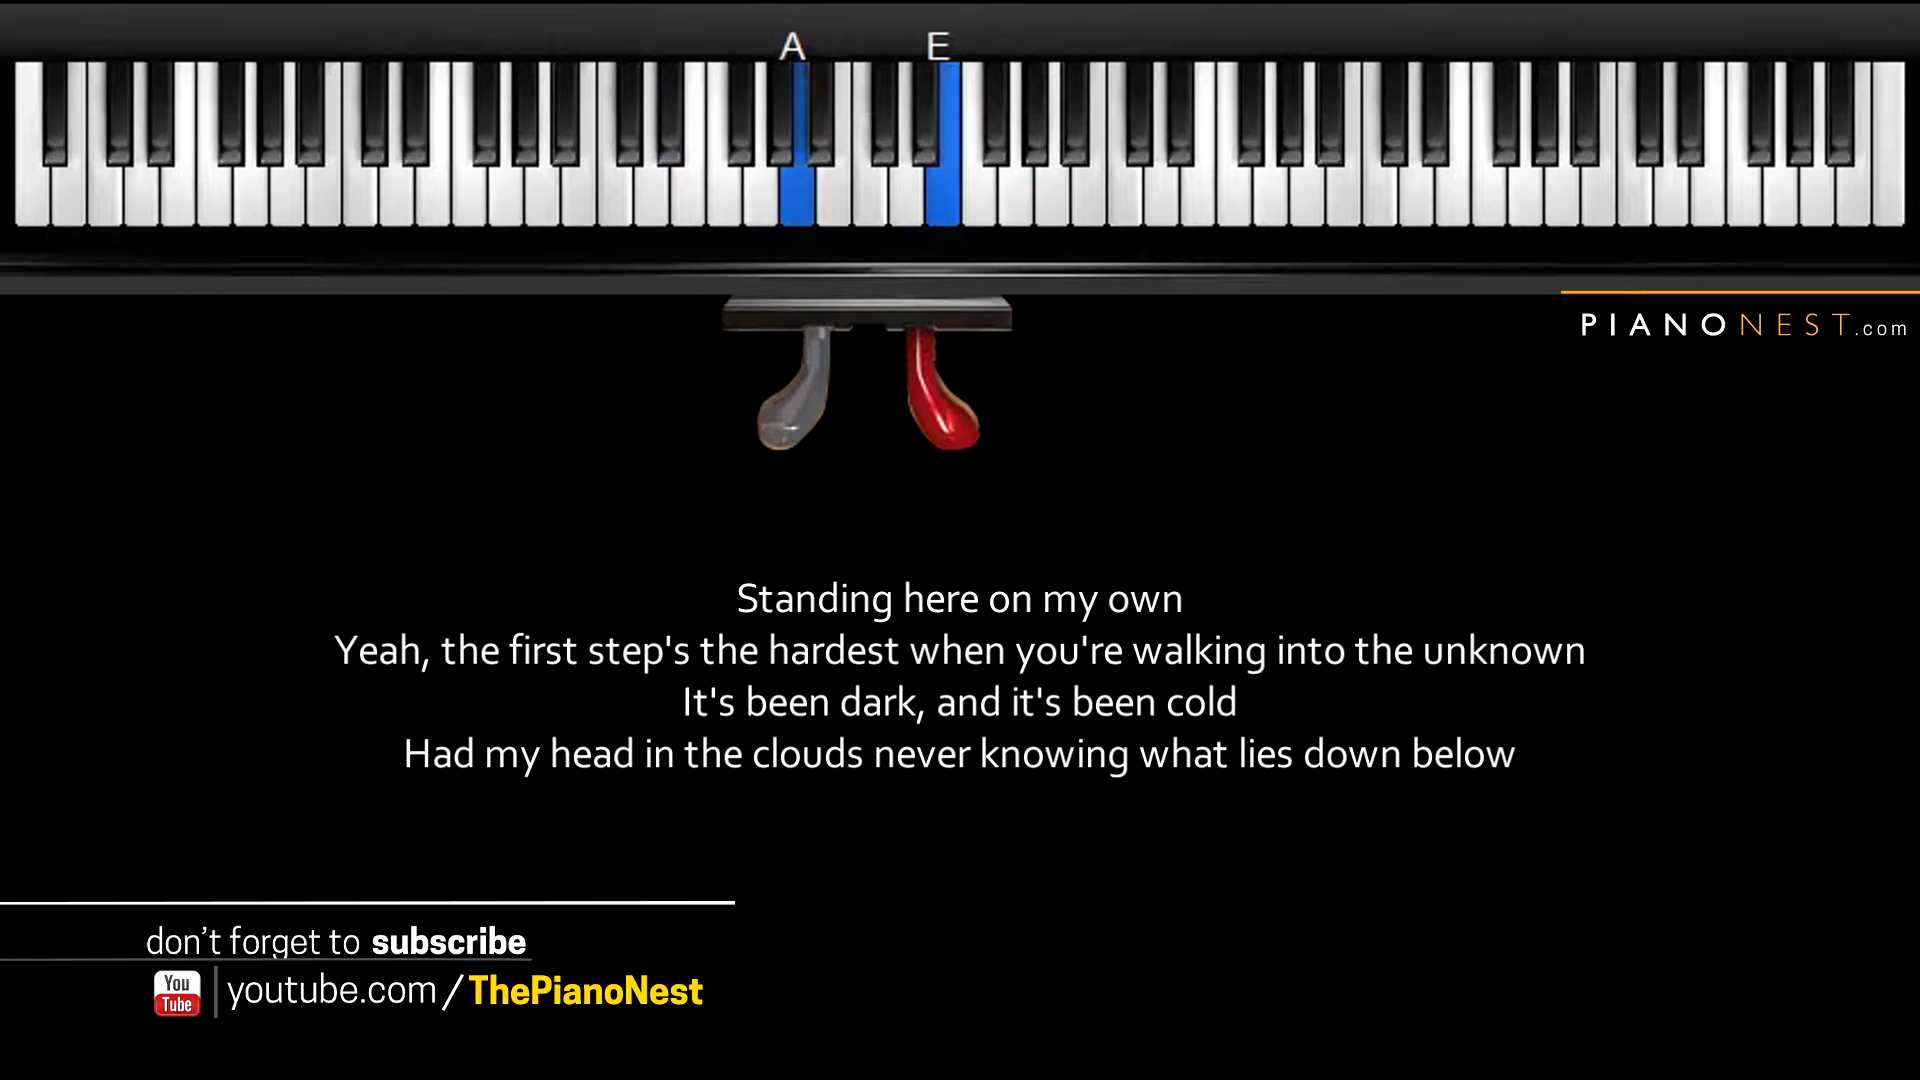 A E
PIANONEST.com
Standing here on my own
Yeah, the first step's the hardest when you're walking into the unknown
It's been dark, and it's been cold
Had my head in the clouds never knowing what lies down below
don't forget to subscribe
You
Tube
youtube.com/ThePianoNest